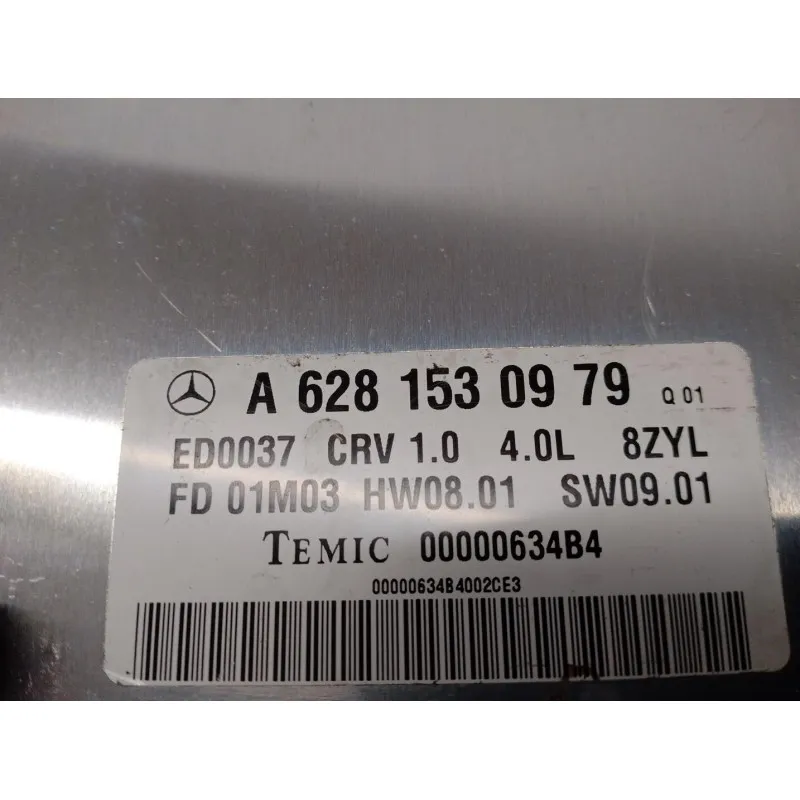 A 628 153 09 79 Q 01
ED0037 CRV 1.0 4.0L 8ZYL
FD 01M03 HW08.01 SW09.01
TEMIC 00000634B4
00000634B4002CE3